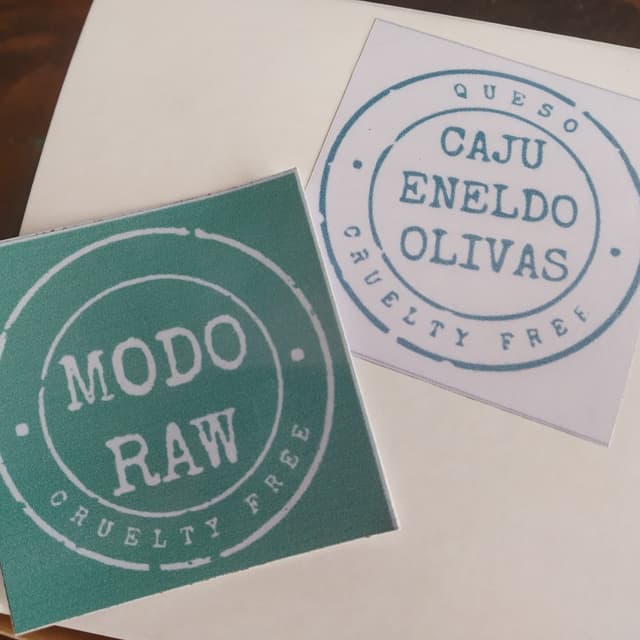 MODO
RAW
CRUELTY FREE
QUESO
CAJU
ENELDO
OLIVAS
CRUELTY FREE